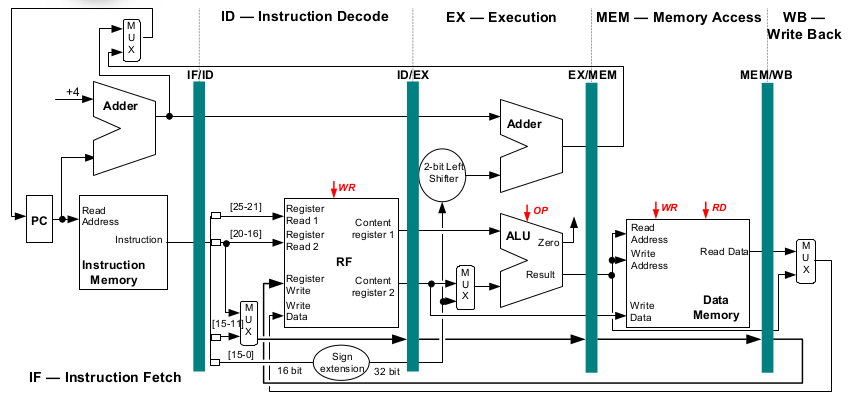 ID — Instruction Decode
EX — Execution
MEM — Memory Access
WB —
Write Back
M
U
X
IF/ID
ID/EX
EX/MEM
MEM/WB
+4
Adder
Adder
2-bit Left
Shifter
PC
Read
Address
Instruction
Instruction
Memory
[25-21]
[20-16]
[15-11]
[15-0]
M
U
X
WR
Register
Read 1
Register
Read 2
Register
Write
Write
Data
Content
register 1
RF
Content
register 2
M
U
X
OP
ALU
Zero
Result
WR
RD
Read
Address
Write
Address
Write
Data
Read Data
Data
Memory
M
U
X
Sign
extension
16 bit
32 bit
IF — Instruction Fetch